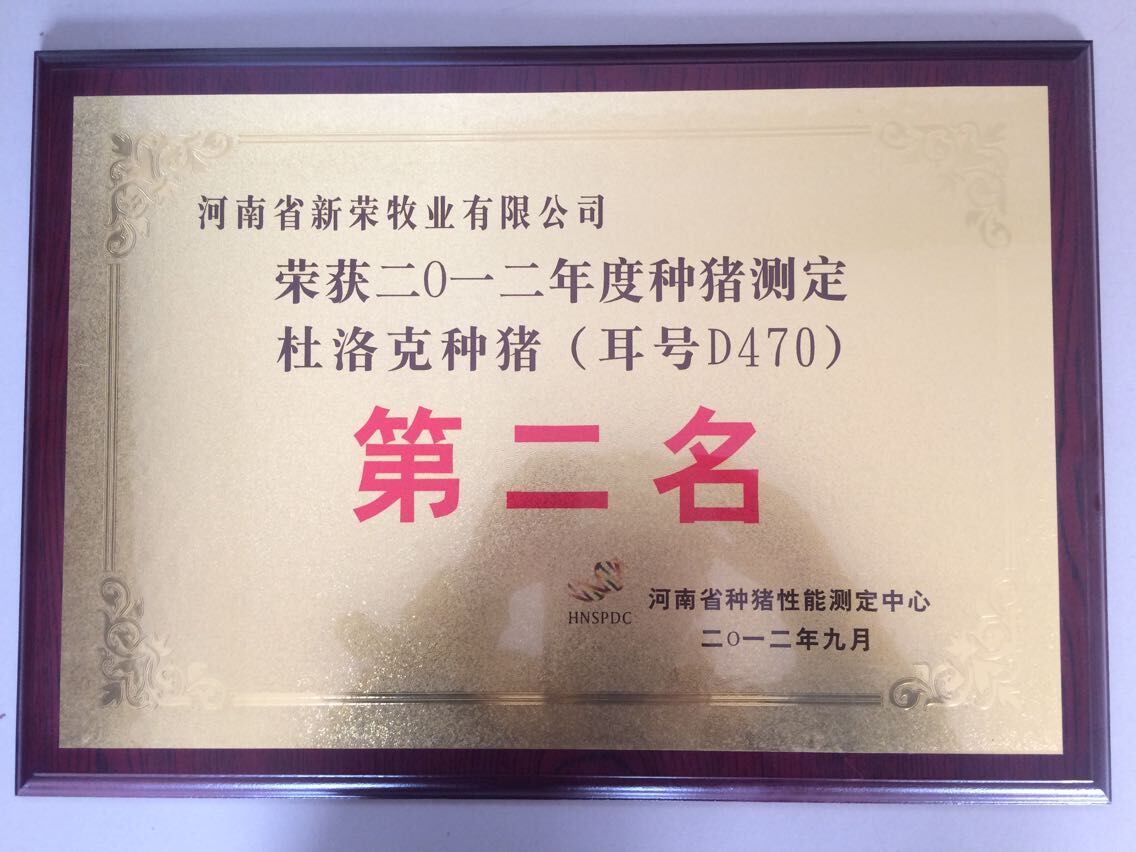 河南省新荣牧业有限公司
荣获二0一二年度种猪测定
杜洛克种猪（耳号D470）
第二名
HNSPDC
河南省种猪性能测定中心
二0一二年九月